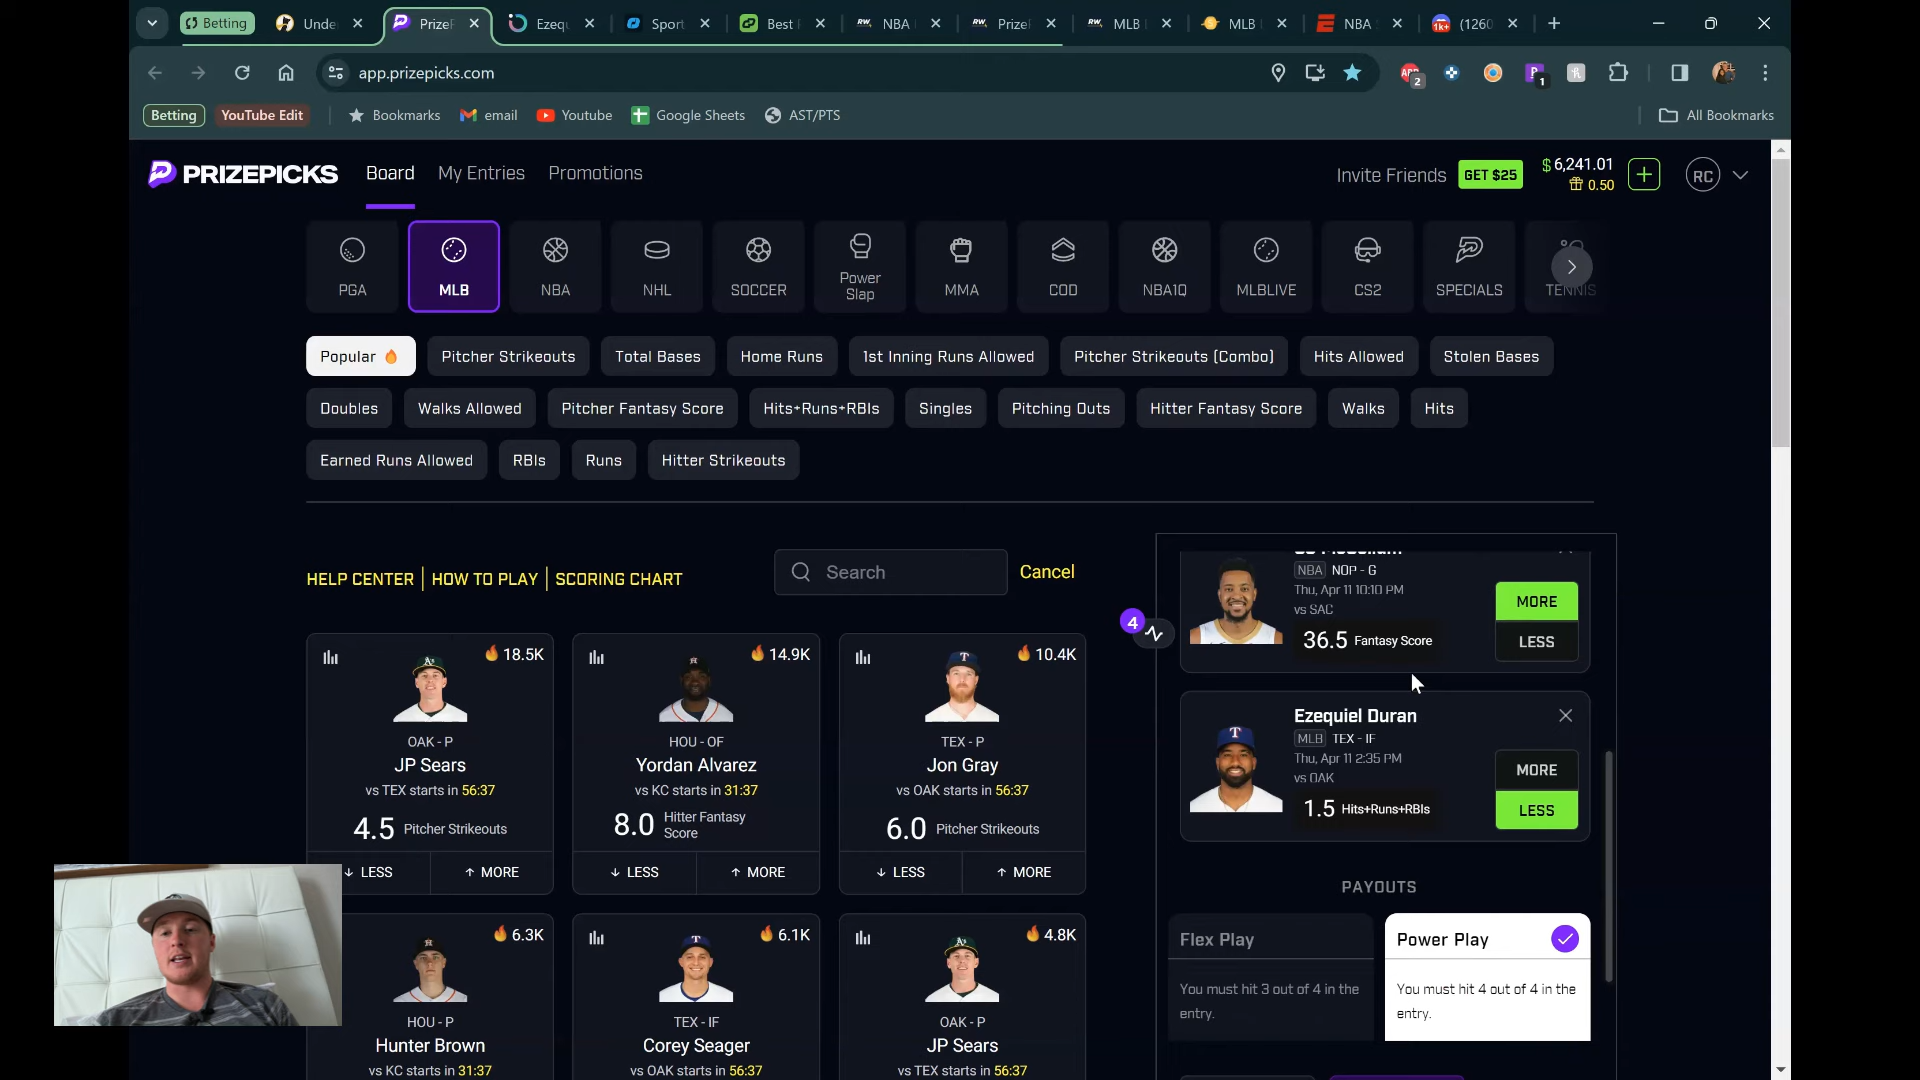 Betting
Unde
PrizeP
Ezeq
Sport
Best
NBA
Prize
MLB
MLB
NBA
1K+ (1260
app.prizepicks.com
2
1
Betting
YouTube Edit
Bookmarks
email
Youtube
Google Sheets
AST/PTS
All Bookmarks
PRIZEPICKS
Board
My Entries
Promotions
Invite Friends
GET $25
$ 6,241.01
0.50
RC
PGA
MLB
NBA
NHL
SOCCER
Power
Slap
MMA
COD
NBA1Q
MLBLIVE
CS2
SPECIALS
TENNIS
Popular
Pitcher Strikeouts
Total Bases
Home Runs
1st Inning Runs Allowed
Pitcher Strikeouts (Combo)
Hits Allowed
Stolen Bases
Doubles
Walks Allowed
Pitcher Fantasy Score
Hits+Runs+RBIs
Singles
Pitching Outs
Hitter Fantasy Score
Walks
Hits
Earned Runs Allowed
RBIs
Runs
Hitter Strikeouts
HELP CENTER
HOW TO PLAY
SCORING CHART
Search
Cancel
18.5K
OAK - P
JP Sears
vs TEX starts in 56:37
4.5 Pitcher Strikeouts
LESS
MORE
14.9K
HOU - OF
Yordan Alvarez
vs KC starts in 31:37
8.0 Hitter Fantasy
Score
LESS
MORE
10.4K
TEX - P
Jon Gray
vs OAK starts in 56:37
6.0 Pitcher Strikeouts
LESS
MORE
6.3K
HOU - P
Hunter Brown
vs KC starts in 31:37
6.1K
TEX - IF
Corey Seager
vs OAK starts in 56:37
4.8K
OAK - P
JP Sears
vs TEX starts in 56:37
4
NBA NOP - G
Thu, Apr 11 10:10 PM
vs SAC
36.5 Fantasy Score
MORE
LESS
Ezequiel Duran
MLB TEX - IF
Thu, Apr 11 2:35 PM
vs OAK
1.5 Hits+Runs+RBIs
MORE
LESS
PAYOUTS
Flex Play
You must hit 3 out of 4 in the
entry.
Power Play
You must hit 4 out of 4 in the
entry.